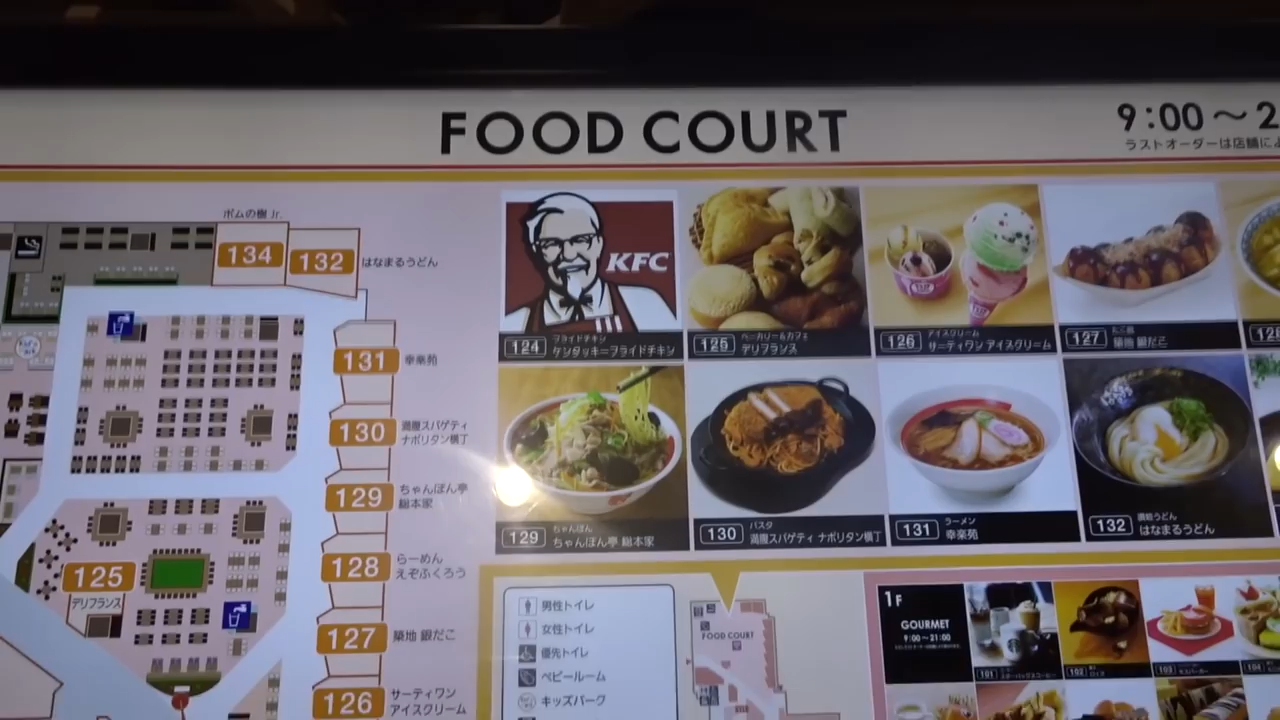 FOOD COURT
9:00～2
ラストオーダーは店舗に
ポムの樹 Jr.
134
132
はなまるうどん
131
幸楽苑
130
満腹スパゲティ
ナポリタン横丁
129
ちゃんぽん亭
総本家
128
らーめん
えぞふくろう
125
デリフランス
127
築地 銀だこ
126
サーティワン
アイスクリーム
KFC
124
フライドチキン
ケンタッキーフライドチキン
125
ベーカリー&カフェ
デリフランス
126
アイスクリーム
サーティワン アイスクリーム
127
たこ焼
築地 銀だこ
129
ちゃんぽん
ちゃんぽん亭 総本家
130
パスタ
満腹スパゲティ ナポリタン横丁
131
ラーメン
幸楽苑
132
讃岐うどん
はなまるうどん
男性トイレ
女性トイレ
優先トイレ
ベビールーム
キッズパーク
FOOD COURT
1F
GOURMET
9:00～21:00
101
102
103
104